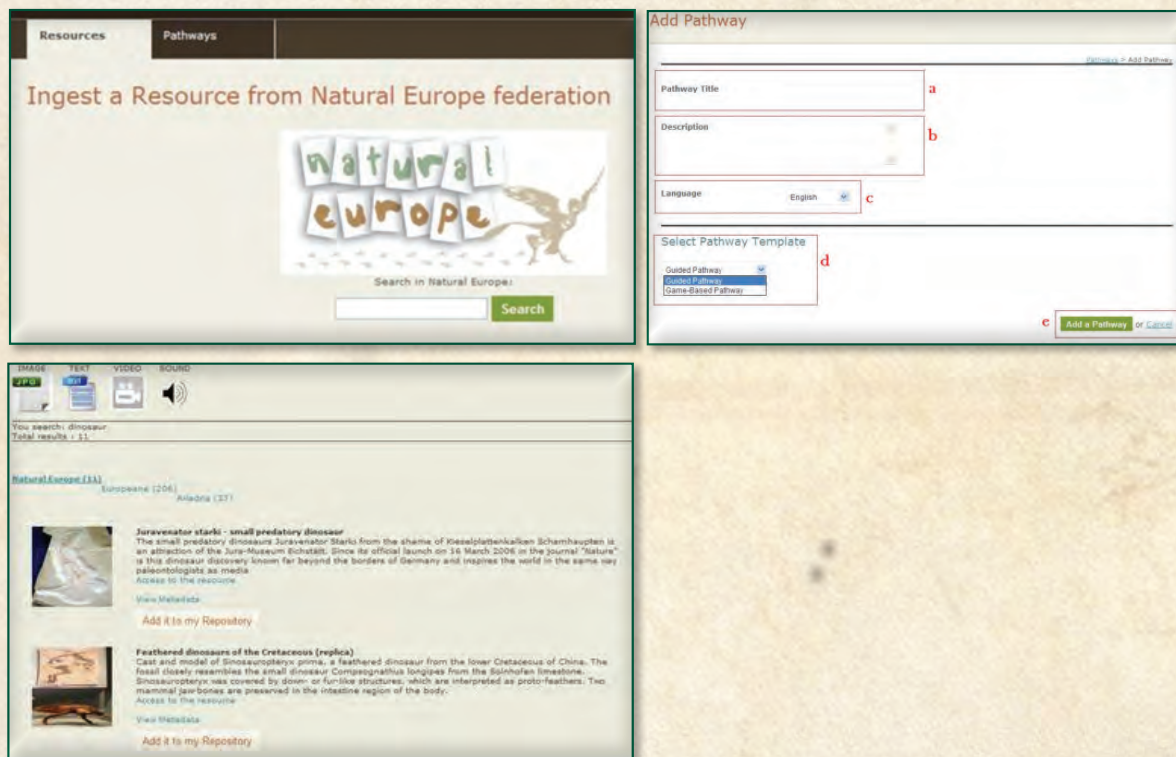 Resources Pathways
Ingest a Resource from Natural Europe federation
natural
europe
Search in Natural Europe:
Search
Add Pathway
Pathways > Add Pathway
Pathway Title
a
Description
b
Language English c
Select Pathway Template
d
Guided Pathway
Guided Pathway
Game-Based Pathway
e Add a Pathway or Cancel
IMAGE TEXT VIDEO SOUND
JPG
You search: dinosaur
Total results : 11
Natural Europe (11)
Europeana (206)
Ariadne (37)
Juravenator starki - small predatory dinosaur
The small predatory dinosaurs Juravenator Starki from the shame of Kieselplattenkalken Schamhaupten is
an attraction of the Jura-Museum Eichstätt. Since its official launch on 16 March 2006 in the journal "Nature"
is this dinosaur discovery known far beyond the borders of Germany and inspires the world in the same way
paleontologists as media
Access to the resource
View Metadata
Add it to my Repository
Feathered dinosaurs of the Cretaceous (replica)
Cast and model of Sinosauropteryx prima, a feathered dinosaur from the lower Cretaceous of China. The
fossil closely resembles the small dinosaur Compsognathus longipes from the Solnhofen limestone.
Sinosauropteryx was covered by down- or fur-like structures, which are interpreted as proto-feathers. Two
mammal jaw bones are preserved in the intestine region of the body.
Access to the resource
View Metadata
Add it to my Repository